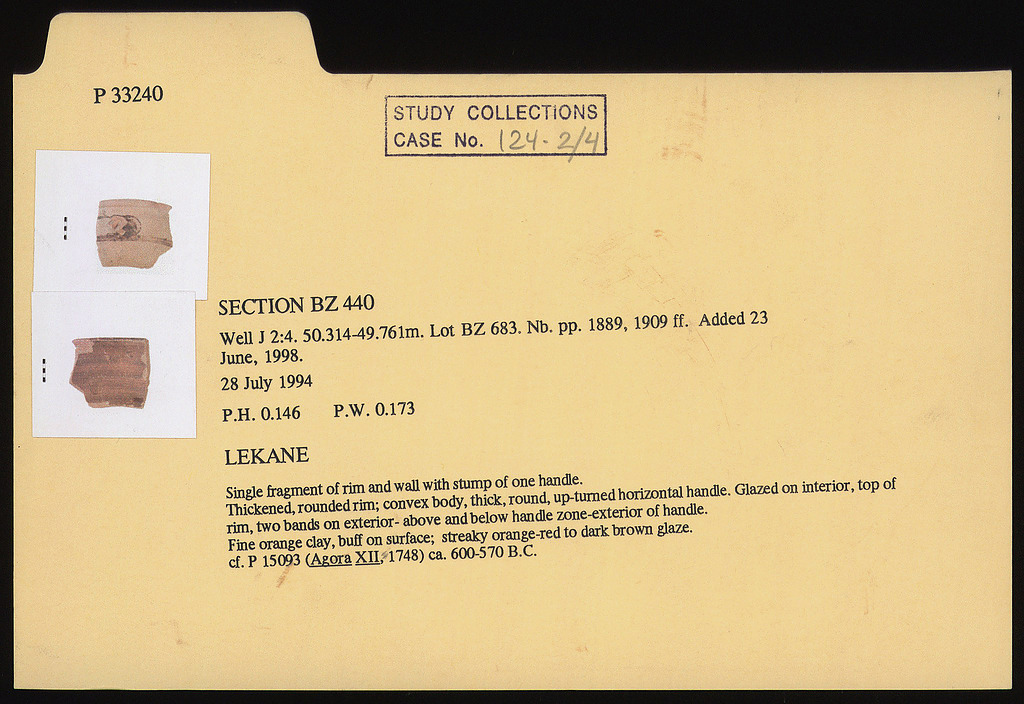 P 33240
STUDY COLLECTIONS
CASE No. 124-2/4
SECTION BZ 440
Well J 2:4. 50.314-49.761m. Lot BZ 683. Nb. pp. 1889, 1909 ff. Added 23
June, 1998.
28 July 1994
P.H. 0.146 P.W. 0.173
LEKANE
Single fragment of rim and wall with stump of one handle.
Thickened, rounded rim; convex body, thick, round, up-turned horizontal handle. Glazed on interior, top of
rim, two bands on exterior- above and below handle zone-exterior of handle.
Fine orange clay, buff on surface; streaky orange-red to dark brown glaze.
cf. P 15093 (Agora XII, 1748) ca. 600-570 B.C.